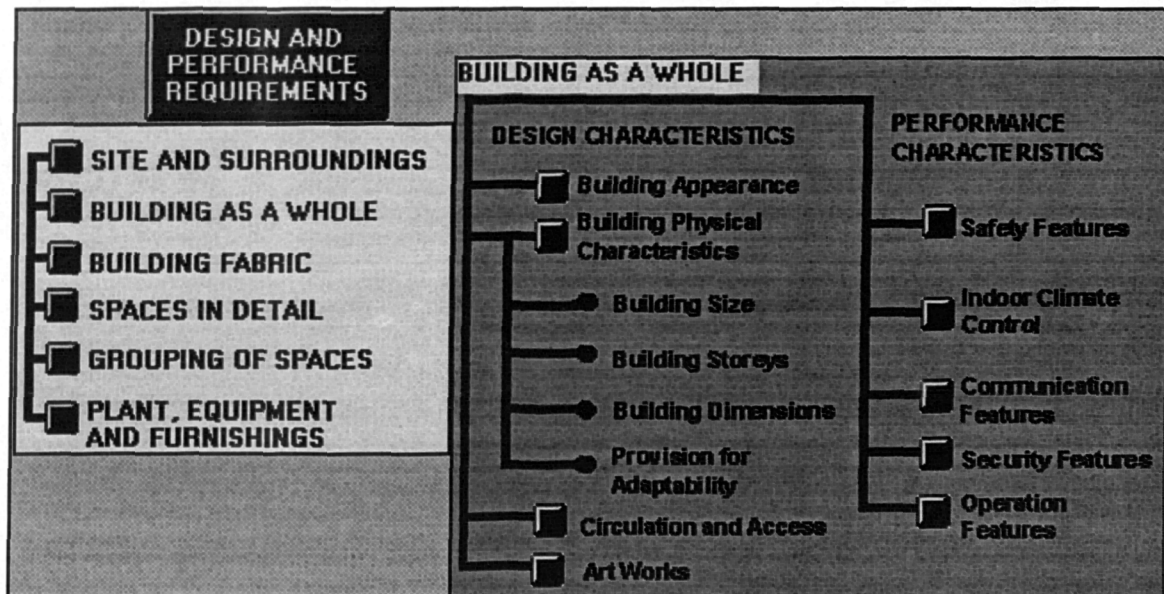 DESIGN AND
PERFORMANCE
REQUIREMENTS
SITE AND SURROUNDINGS
BUILDING AS A WHOLE
BUILDING FABRIC
SPACES IN DETAIL
GROUPING OF SPACES
PLANT, EQUIPMENT
AND FURNISHINGS
BUILDING AS A WHOLE
DESIGN CHARACTERISTICS
Building Appearance
Building Physical
Characteristics
Building Size
Building Storeys
Building Dimensions
Provision for
Adaptability
Circulation and Access
Art Works
PERFORMANCE
CHARACTERISTICS
Safety Features
Indoor Climate
Control
Communication
Features
Security Features
Operation
Features